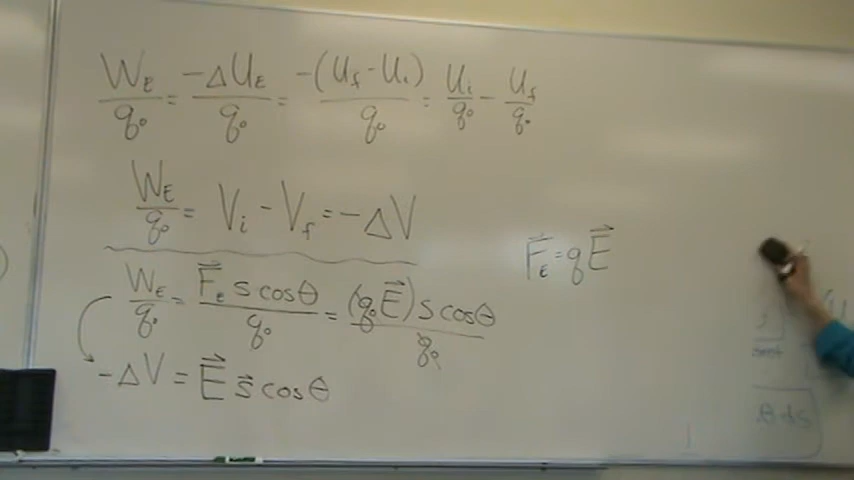 W_E/q₀ = -ΔU_E/q₀ = -(U_f - U_i)/q₀ = U_i/q₀ - U_f/q₀
W_E/q₀ = V_i - V_f = -ΔV
F⃗_E = qE⃗
W_E/q₀ = F⃗_e s cosθ/q₀ = (q₀E⃗) s cosθ/q₀
-ΔV = E⃗ s⃗ cosθ